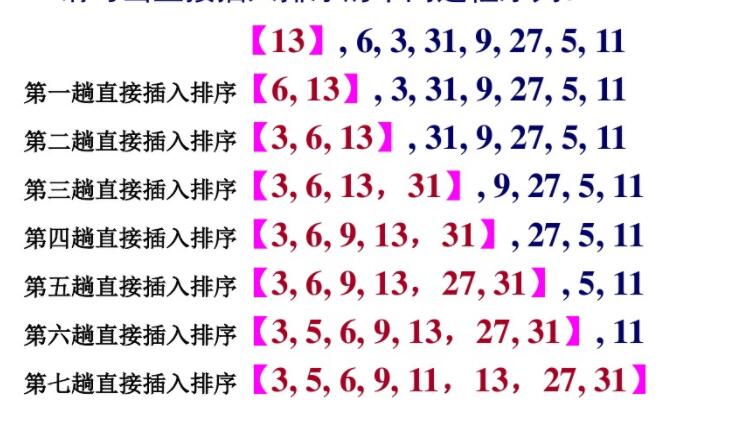 【13】, 6, 3, 31, 9, 27, 5, 11
第一趟直接插入排序【6, 13】, 3, 31, 9, 27, 5, 11
第二趟直接插入排序【3, 6, 13】, 31, 9, 27, 5, 11
第三趟直接插入排序【3, 6, 13，31】, 9, 27, 5, 11
第四趟直接插入排序【3, 6, 9, 13，31】, 27, 5, 11
第五趟直接插入排序【3, 6, 9, 13，27, 31】, 5, 11
第六趟直接插入排序【3, 5, 6, 9, 13，27, 31】, 11
第七趟直接插入排序【3, 5, 6, 9, 11，13，27, 31】